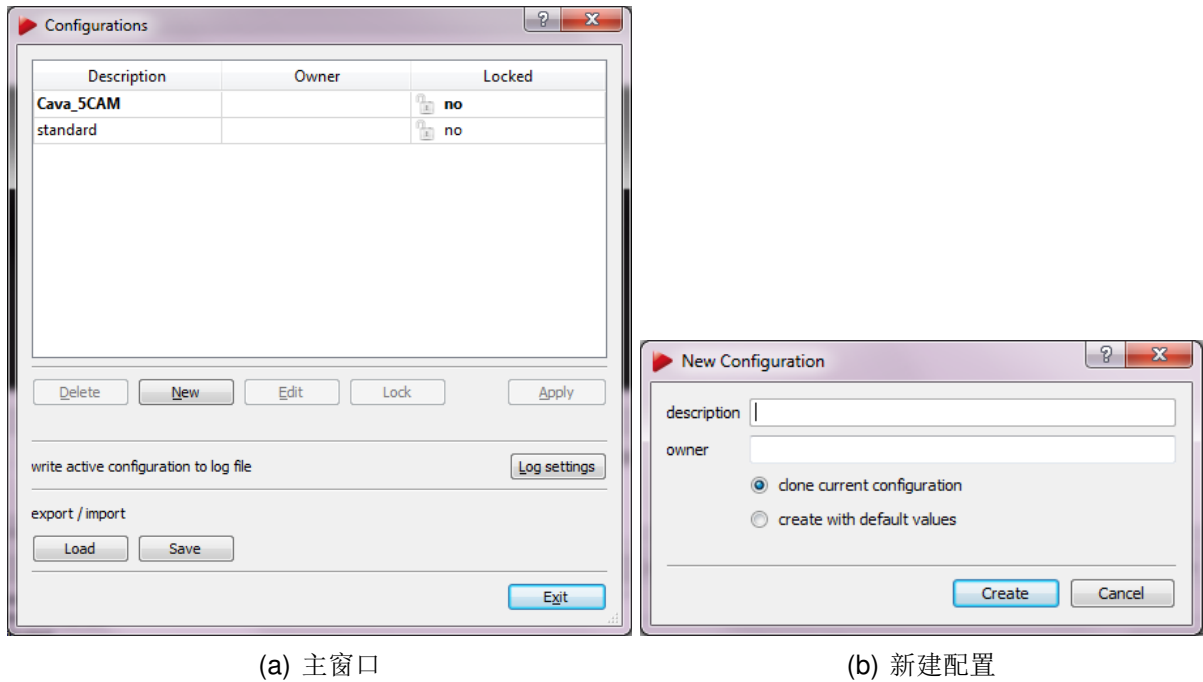 Configurations
Description Owner Locked
Cava_5CAM no
standard no
Delete New Edit Lock Apply
write active configuration to log file Log settings
export / import
Load Save
Exit
(a) 主窗口
New Configuration
description
owner
clone current configuration
create with default values
Create Cancel
(b) 新建配置